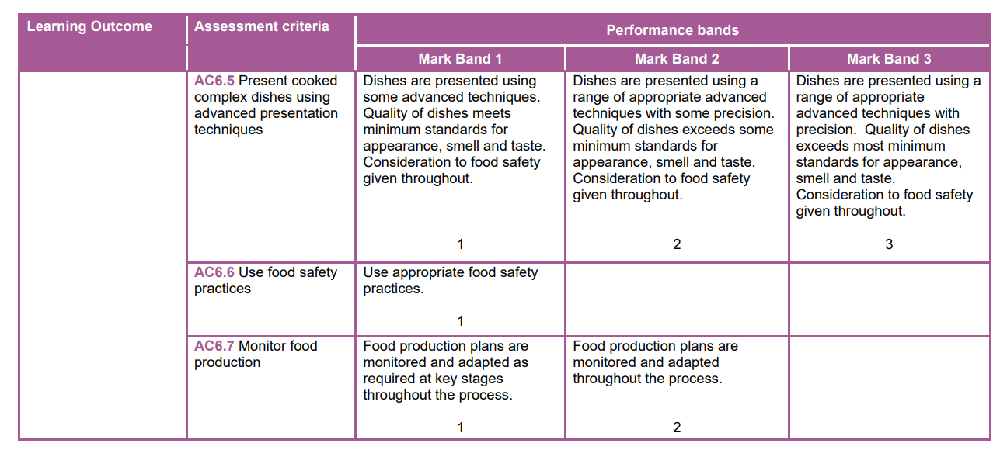 Learning Outcome
Assessment criteria
Performance bands
Mark Band 1
Mark Band 2
Mark Band 3
AC6.5 Present cooked
complex dishes using
advanced presentation
techniques
Dishes are presented using
some advanced techniques.
Quality of dishes meets
minimum standards for
appearance, smell and taste.
Consideration to food safety
given throughout.
1
Dishes are presented using a
range of appropriate advanced
techniques with some precision.
Quality of dishes exceeds some
minimum standards for
appearance, smell and taste.
Consideration to food safety
given throughout.
2
Dishes are presented using a
range of appropriate
advanced techniques with
precision.  Quality of dishes
exceeds most minimum
standards for appearance,
smell and taste.
Consideration to food safety
given throughout.
3
AC6.6 Use food safety
practices
Use appropriate food safety
practices.
1
AC6.7 Monitor food
production
Food production plans are
monitored and adapted as
required at key stages
throughout the process.
1
Food production plans are
monitored and adapted
throughout the process.
2